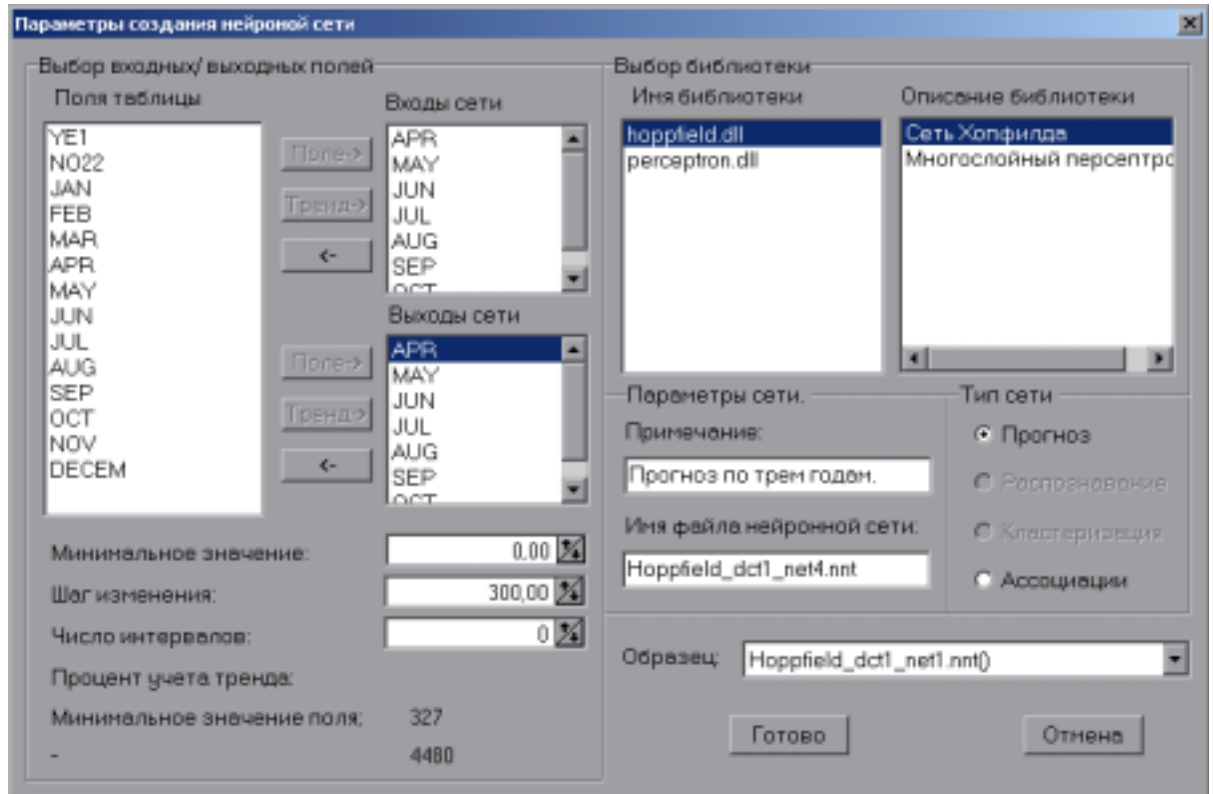 Параметры создания нейроной сети
Выбор входных/ выходных полей
Поля таблицы
YE1
NO22
JAN
FEB
MAR
APR
MAY
JUN
JUL
AUG
SEP
OCT
NOV
DECEM
Поле->
Тренд->
<-
Поле->
Тренд->
<-
Входы сети
APR
MAY
JUN
JUL
AUG
SEP
OCT
Выходы сети
APR
MAY
JUN
JUL
AUG
SEP
OCT
Минимальное значение: 0,00
Шаг изменения: 300,00
Число интервалов: 0
Процент учета тренда:
Минимальное значение поля: 327
- 4480
Выбор библиотеки
Имя библиотеки
hoppfield.dll
perceptron.dll
Описание библиотеки
Сеть Хопфилда
Многослойный персептро
Параметры сети.
Примечание:
Прогноз по трем годам.
Имя файла нейронной сети:
Hoppfield_dct1_net4.nnt
Тип сети
Прогноз
Распознование
Кластеризация
Ассоциации
Образец: Hoppfield_dct1_net1.nnt()
Готово
Отмена